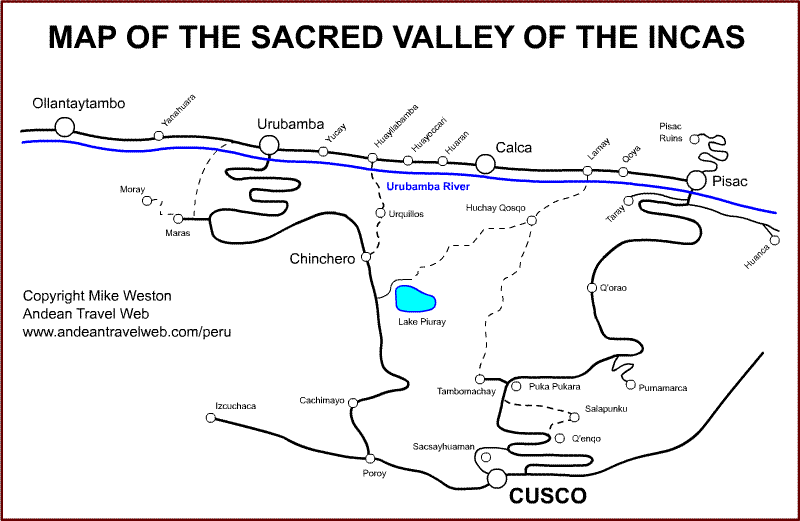 MAP OF THE SACRED VALLEY OF THE INCAS
Ollantaytambo
Yanahuara
Urubamba
Yucay
Huayllabamba
Huayoccari
Huaran
Calca
Lamay
Qoya
Pisac
Ruins
Pisac
Urubamba River
Moray
Maras
Urquillos
Huchay Qosqo
Taray
Huanca
Chinchero
Q'orao
Lake Piuray
Copyright Mike Weston
Andean Travel Web
www.andeantravelweb.com/peru
Tambomachay
Puka Pukara
Pumamarca
Izcuchaca
Cachimayo
Salapunku
Q'enqo
Sacsayhuaman
Poroy
CUSCO